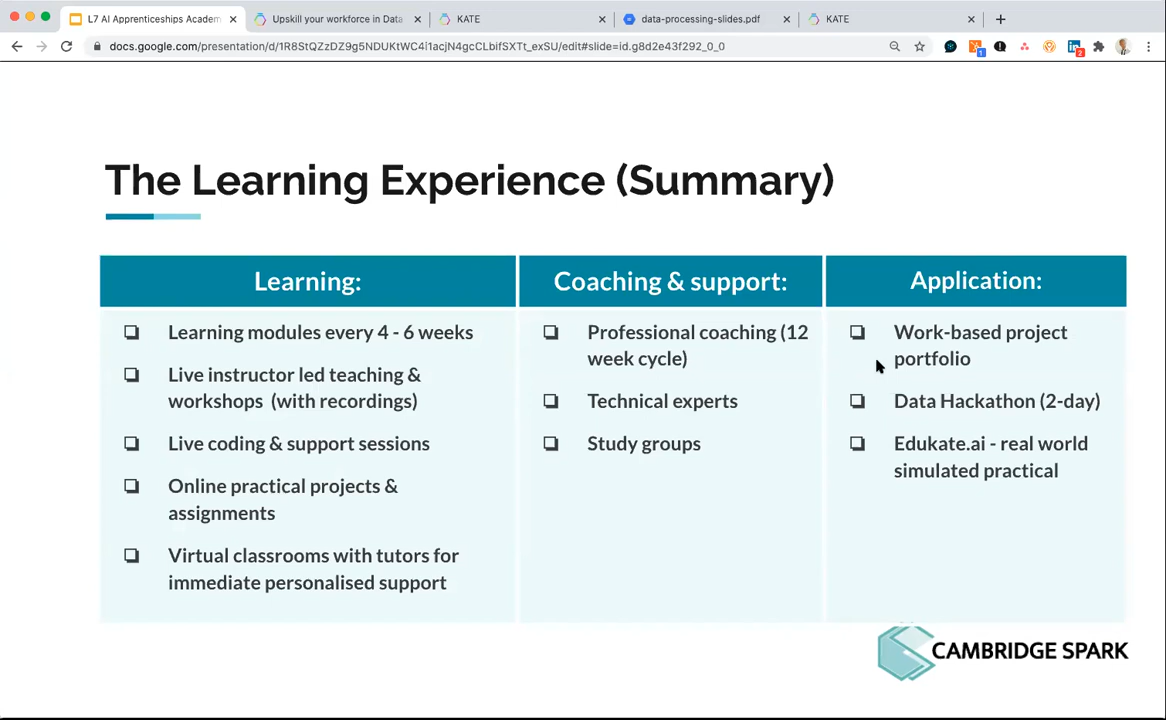 L7 AI Apprenticeships Academ
Upskill your workforce in Data
KATE
data-processing-slides.pdf
KATE
docs.google.com/presentation/d/1R8StQZzDZ9g5NDUKtWC4l1acjN4gcCLbifSXTt_exSU/edit#slide=id.g8d2e43f292_0_0
1
2
The Learning Experience (Summary)
Learning:
Learning modules every 4 - 6 weeks
Live instructor led teaching &
workshops (with recordings)
Live coding & support sessions
Online practical projects &
assignments
Virtual classrooms with tutors for
immediate personalised support
Coaching & support:
Professional coaching (12
week cycle)
Technical experts
Study groups
Application:
Work-based project
portfolio
Data Hackathon (2-day)
Edukate.ai - real world
simulated practical
CAMBRIDGE SPARK